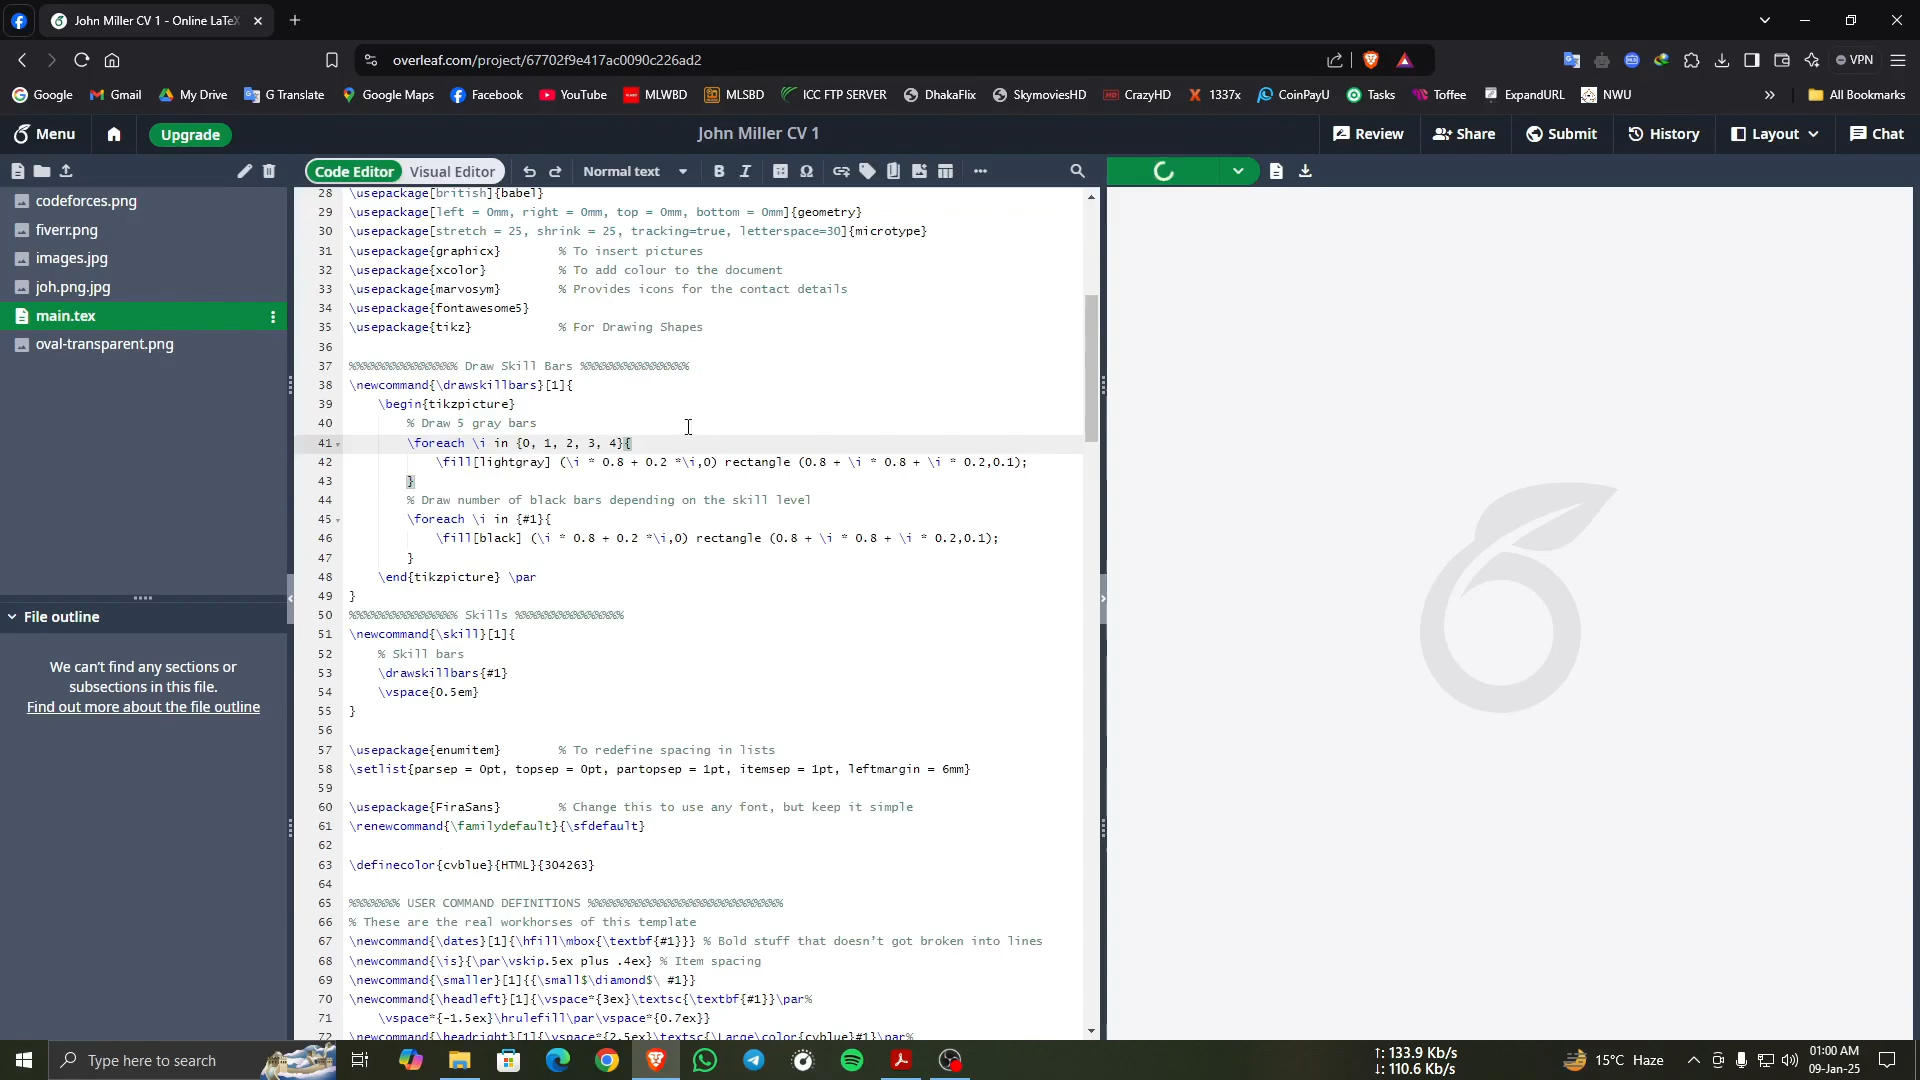 John Miller CV 1 - Online LaTeX
overleaf.com/project/67702f9e417ac0090c226ad2
VPN
Google
Gmail
My Drive
G Translate
Google Maps
Facebook
YouTube
MLWBD
MLSBD
ICC FTP SERVER
DhakaFlix
SkymoviesHD
CrazyHD
1337x
CoinPayU
Tasks
Toffee
ExpandURL
NWU
All Bookmarks
Menu
Upgrade
John Miller CV 1
Review
Share
Submit
History
Layout
Chat
Code Editor
Visual Editor
Normal text
codeforces.png
fiverr.png
images.jpg
joh.png.jpg
main.tex
oval-transparent.png
File outline
We can't find any sections or
subsections in this file.
Find out more about the file outline
28 \usepackage[british]{babel}
29 \usepackage[left = 0mm, right = 0mm, top = 0mm, bottom = 0mm]{geometry}
30 \usepackage[stretch = 25, shrink = 25, tracking=true, letterspace=30]{microtype}
31 \usepackage{graphicx} % To insert pictures
32 \usepackage{xcolor} % To add colour to the document
33 \usepackage{marvosym} % Provides icons for the contact details
34 \usepackage{fontawesome5}
35 \usepackage{tikz} % For Drawing Shapes
36
37 %%%%%%%%%%%%%%% Draw Skill Bars %%%%%%%%%%%%%%%
38 \newcommand{\drawskillbars}[1]{
39 \begin{tikzpicture}
40 % Draw 5 gray bars
41 \foreach \i in {0, 1, 2, 3, 4}{
42 \fill[lightgray] (\i * 0.8 + 0.2 *\i,0) rectangle (0.8 + \i * 0.8 + \i * 0.2,0.1);
43 }
44 % Draw number of black bars depending on the skill level
45 \foreach \i in {#1}{
46 \fill[black] (\i * 0.8 + 0.2 *\i,0) rectangle (0.8 + \i * 0.8 + \i * 0.2,0.1);
47 }
48 \end{tikzpicture} \par
49 }
50 %%%%%%%%%%%%%%% Skills %%%%%%%%%%%%%%%
51 \newcommand{\skill}[1]{
52 % Skill bars
53 \drawskillbars{#1}
54 \vspace{0.5em}
55 }
56
57 \usepackage{enumitem} % To redefine spacing in lists
58 \setlist{parsep = 0pt, topsep = 0pt, partopsep = 1pt, itemsep = 1pt, leftmargin = 6mm}
59
60 \usepackage{FiraSans} % Change this to use any font, but keep it simple
61 \renewcommand{\familydefault}{\sfdefault}
62
63 \definecolor{cvblue}{HTML}{304263}
64
65 %%%%%%% USER COMMAND DEFINITIONS %%%%%%%%%%%%%%%%%%%%%%%%%%%
66 % These are the real workhorses of this template
67 \newcommand{\dates}[1]{\hfill\mbox{\textbf{#1}}} % Bold stuff that doesn't got broken into lines
68 \newcommand{\is}{\par\vskip.5ex plus .4ex} % Item spacing
69 \newcommand{\smaller}[1]{{\small$\diamond$\ #1}}
70 \newcommand{\headleft}[1]{\vspace*{3ex}\textsc{\textbf{#1}}\par%
71 \vspace*{-1.5ex}\hrulefill\par\vspace*{0.7ex}}
72 \newcommand{\headright}[1]{\vspace*{2.5ex}\textsc{\Large\color{cvblue}#1}\par%
Type here to search
↑: 133.9 Kb/s
↓: 110.6 Kb/s
15°C Haze
01:00 AM
09-Jan-25